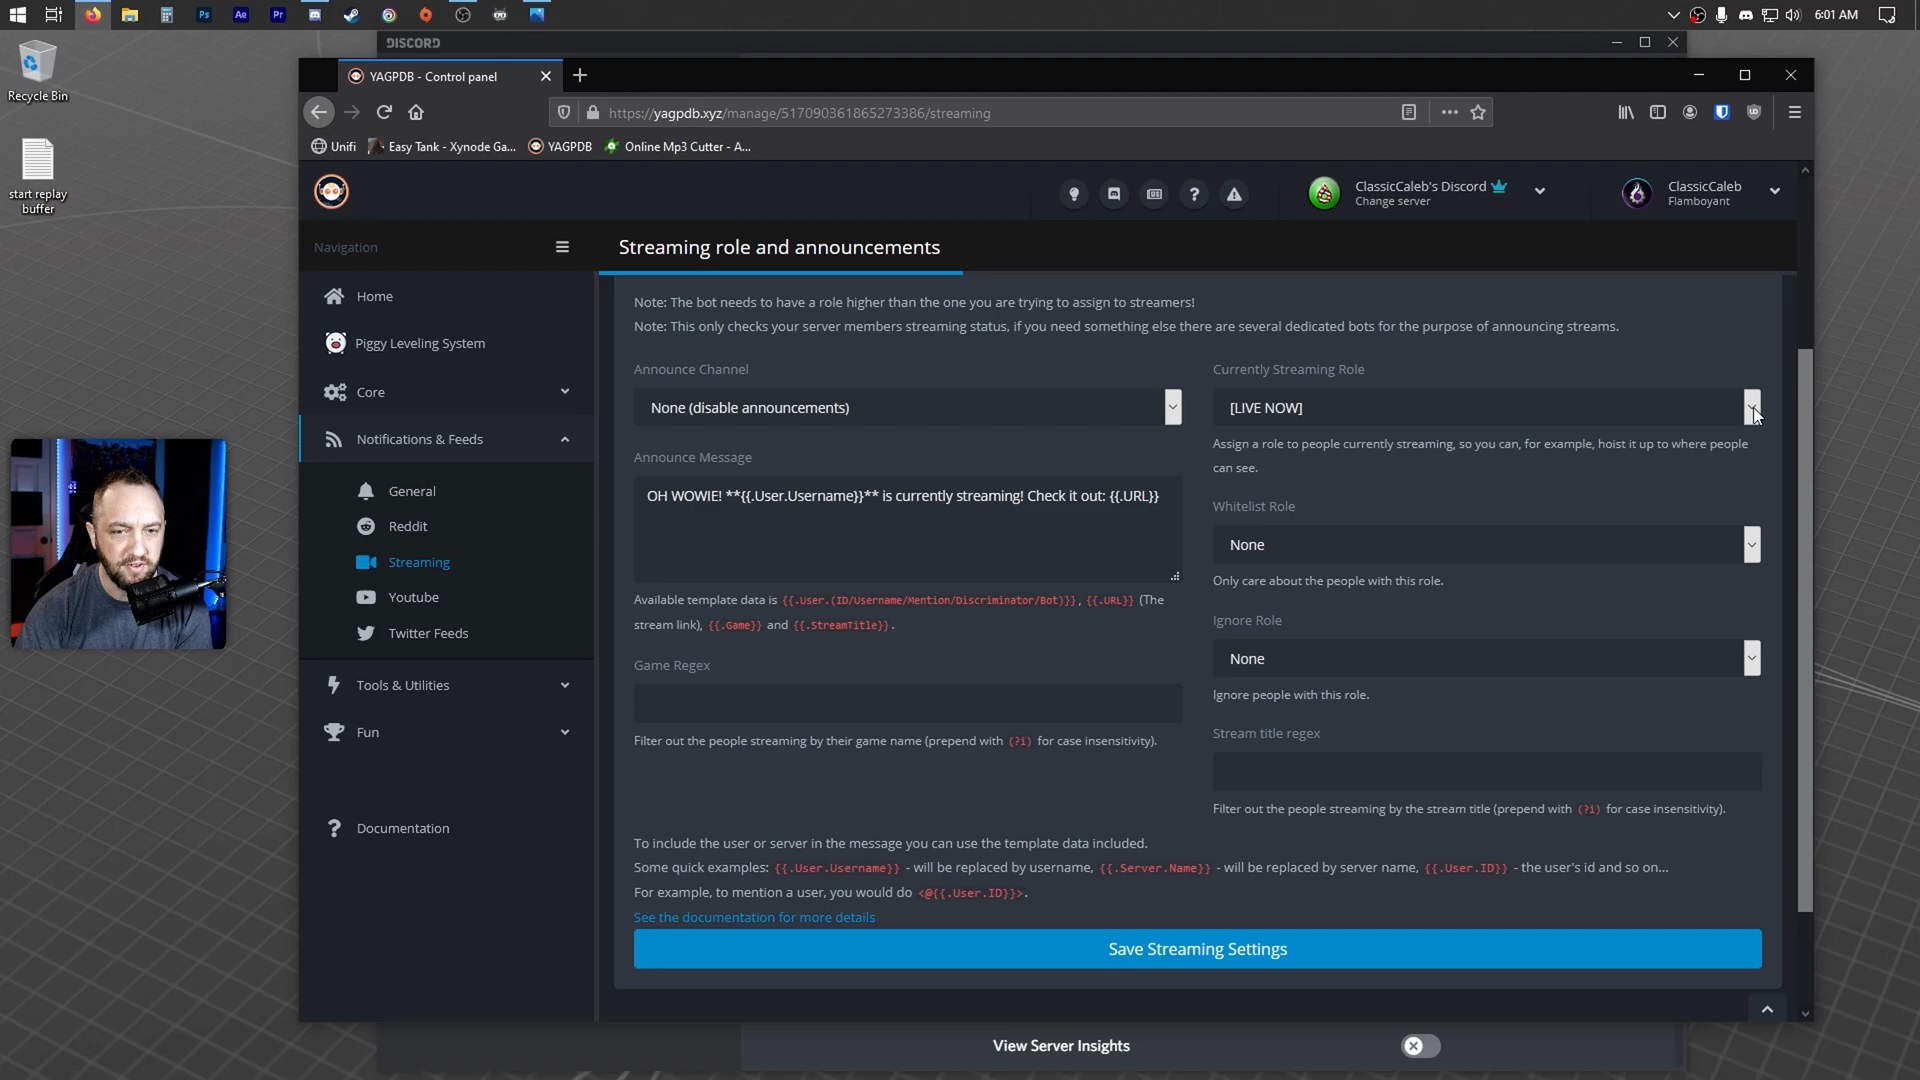 6:01 AM
Recycle Bin
start replay
buffer
DISCORD
YAGPDB - Control panel
https://yagpdb.xyz/manage/517090361865273386/streaming
Unifi
Easy Tank - Xynode Ga...
YAGPDB
Online Mp3 Cutter - A...
ClassicCaleb's Discord
Change server
ClassicCaleb
Flamboyant
Navigation
Home
Piggy Leveling System
Core
Notifications & Feeds
General
Reddit
Streaming
Youtube
Twitter Feeds
Tools & Utilities
Fun
Documentation
Streaming role and announcements
Note: The bot needs to have a role higher than the one you are trying to assign to streamers!
Note: This only checks your server members streaming status, if you need something else there are several dedicated bots for the purpose of announcing streams.
Announce Channel
None (disable announcements)
Announce Message
OH WOWIE! **{{.User.Username}}** is currently streaming! Check it out: {{.URL}}
Available template data is {{.User.(ID/Username/Mention/Discriminator/Bot)}}, {{.URL}} (The
stream link), {{.Game}} and {{.StreamTitle}}.
Game Regex
Filter out the people streaming by their game name (prepend with (?i) for case insensitivity).
Currently Streaming Role
[LIVE NOW]
Assign a role to people currently streaming, so you can, for example, hoist it up to where people
can see.
Whitelist Role
None
Only care about the people with this role.
Ignore Role
None
Ignore people with this role.
Stream title regex
Filter out the people streaming by the stream title (prepend with (?i) for case insensitivity).
To include the user or server in the message you can use the template data included.
Some quick examples: {{.User.Username}} - will be replaced by username, {{.Server.Name}} - will be replaced by server name, {{.User.ID}} - the user's id and so on...
For example, to mention a user, you would do <@{{.User.ID}}>.
See the documentation for more details
Save Streaming Settings
View Server Insights